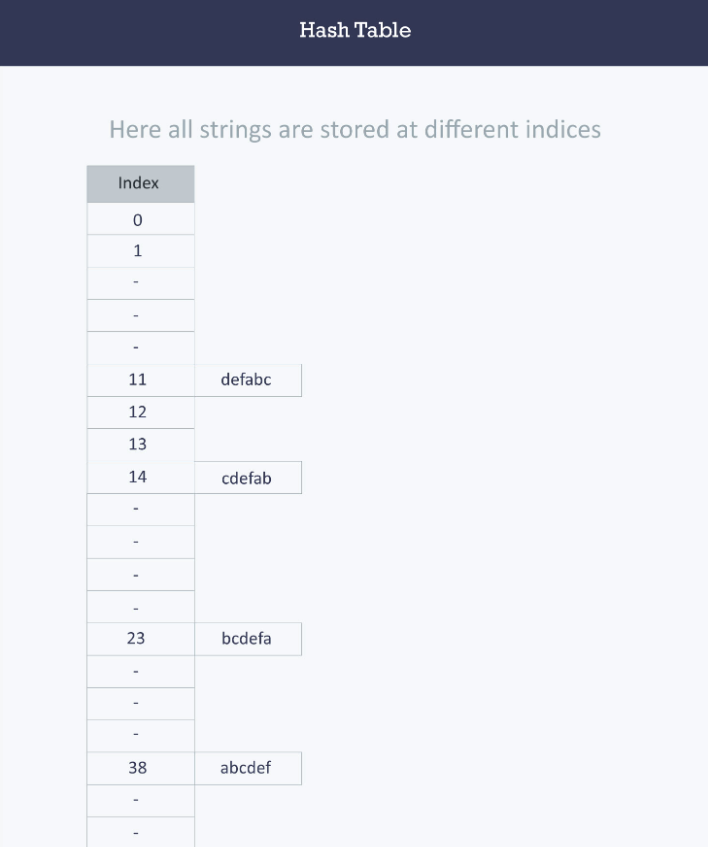 Hash Table
Here all strings are stored at different indices
Index
0
1
-
-
-
11 defabc
12
13
14 cdefab
-
-
-
-
23 bcdefa
-
-
-
38 abcdef
-
-